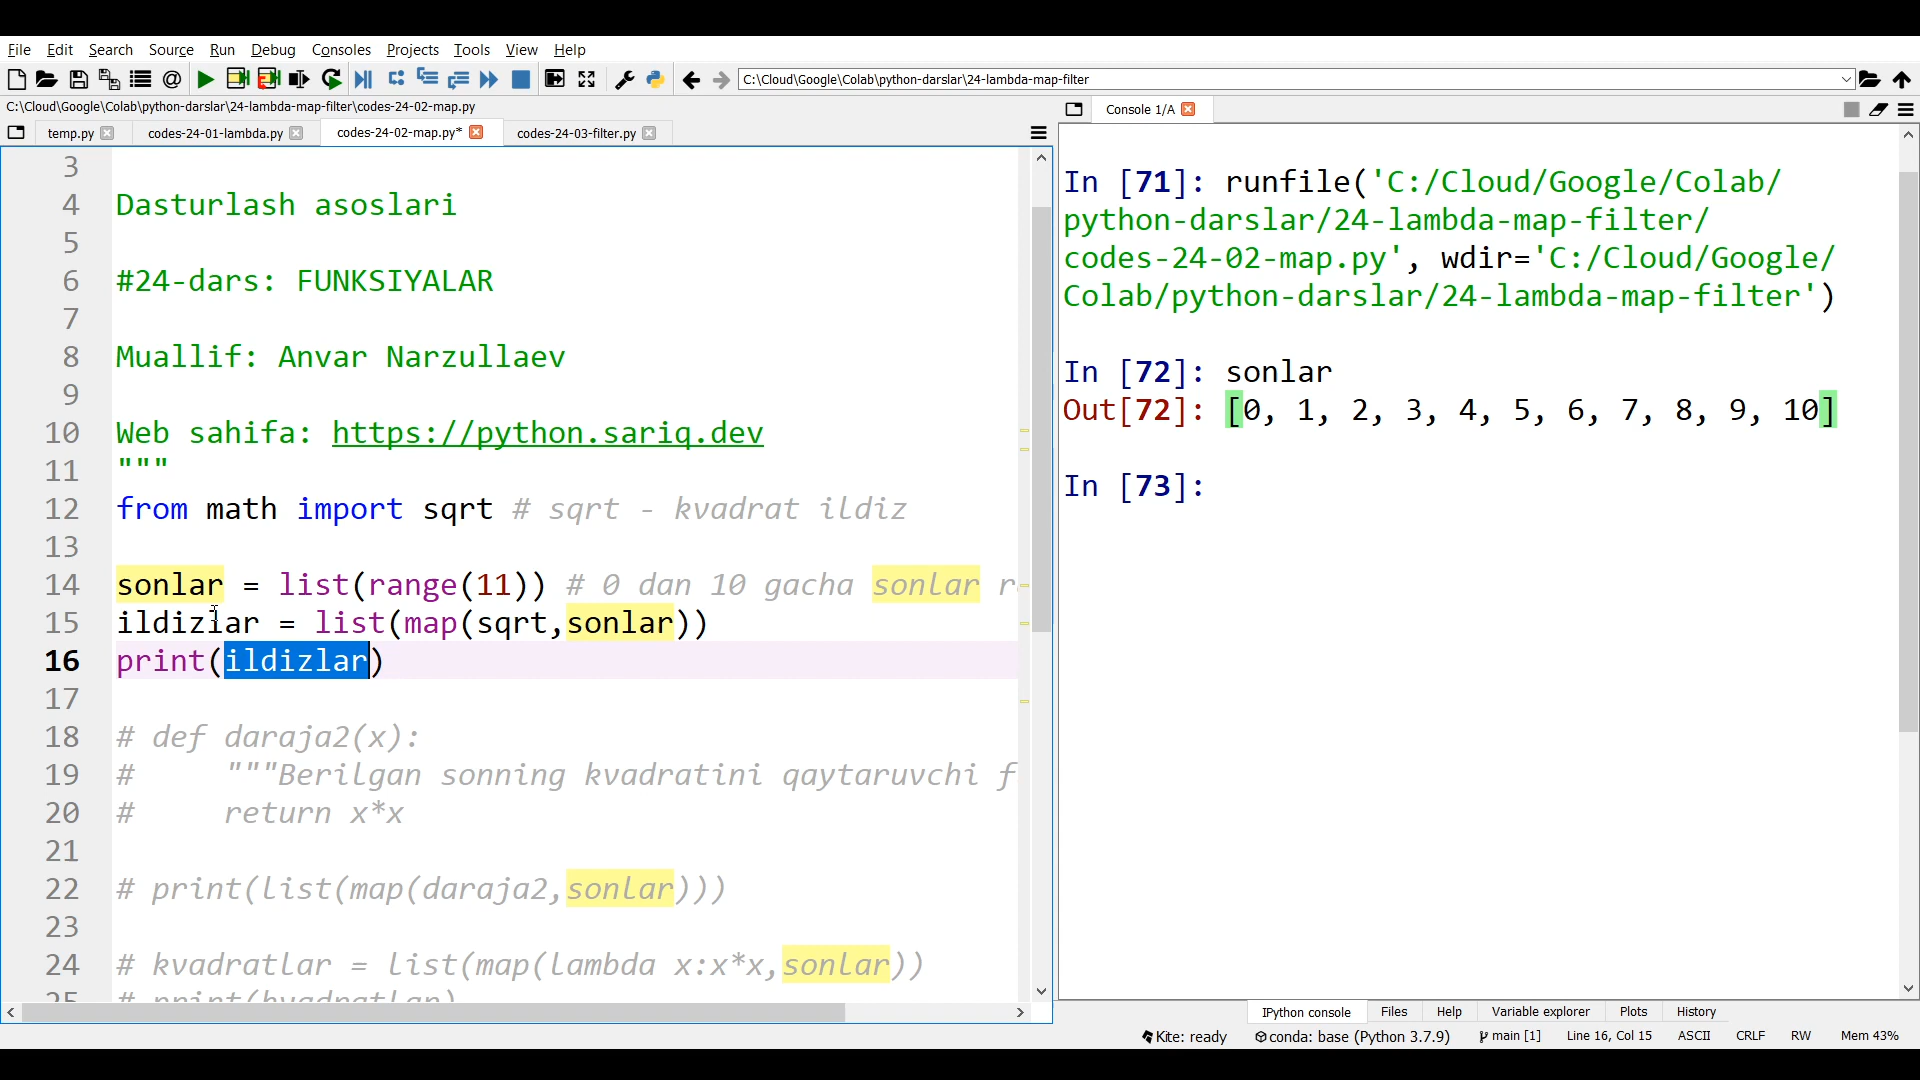 File Edit Search Source Run Debug Consoles Projects Tools View Help
C:\Cloud\Google\Colab\python-darslar\24-lambda-map-filter
C:\Cloud\Google\Colab\python-darslar\24-lambda-map-filter\codes-24-02-map.py
temp.py codes-24-01-lambda.py codes-24-02-map.py* codes-24-03-filter.py
3
4 Dasturlash asoslari
5
6 #24-dars: FUNKSIYALAR
7
8 Muallif: Anvar Narzullaev
9
10 Web sahifa: https://python.sariq.dev
11 """
12 from math import sqrt # sqrt - kvadrat ildiz
13
14 sonlar = list(range(11)) # 0 dan 10 gacha sonlar r
15 ildizlar = list(map(sqrt,sonlar))
16 print(ildizlar)
17
18 # def daraja2(x):
19 #     """Berilgan sonning kvadratini qaytaruvchi f
20 #     return x*x
21
22 # print(list(map(daraja2,sonlar)))
23
24 # kvadratlar = list(map(lambda x:x*x,sonlar))
25 # print(kvadratlar)
Console 1/A
In [71]: runfile('C:/Cloud/Google/Colab/
python-darslar/24-lambda-map-filter/
codes-24-02-map.py', wdir='C:/Cloud/Google/
Colab/python-darslar/24-lambda-map-filter')
In [72]: sonlar
Out[72]: [0, 1, 2, 3, 4, 5, 6, 7, 8, 9, 10]
In [73]:
IPython console Files Help Variable explorer Plots History
Kite: ready conda: base (Python 3.7.9) main [1] Line 16, Col 15 ASCII CRLF RW Mem 43%